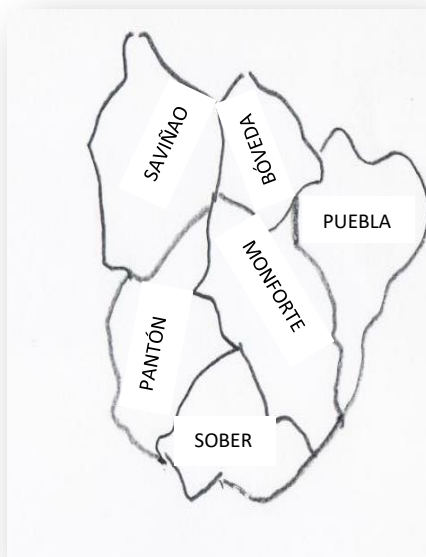 SAVIÑAO
BÓVEDA
PUEBLA
MONFORTE
PANTÓN
SOBER